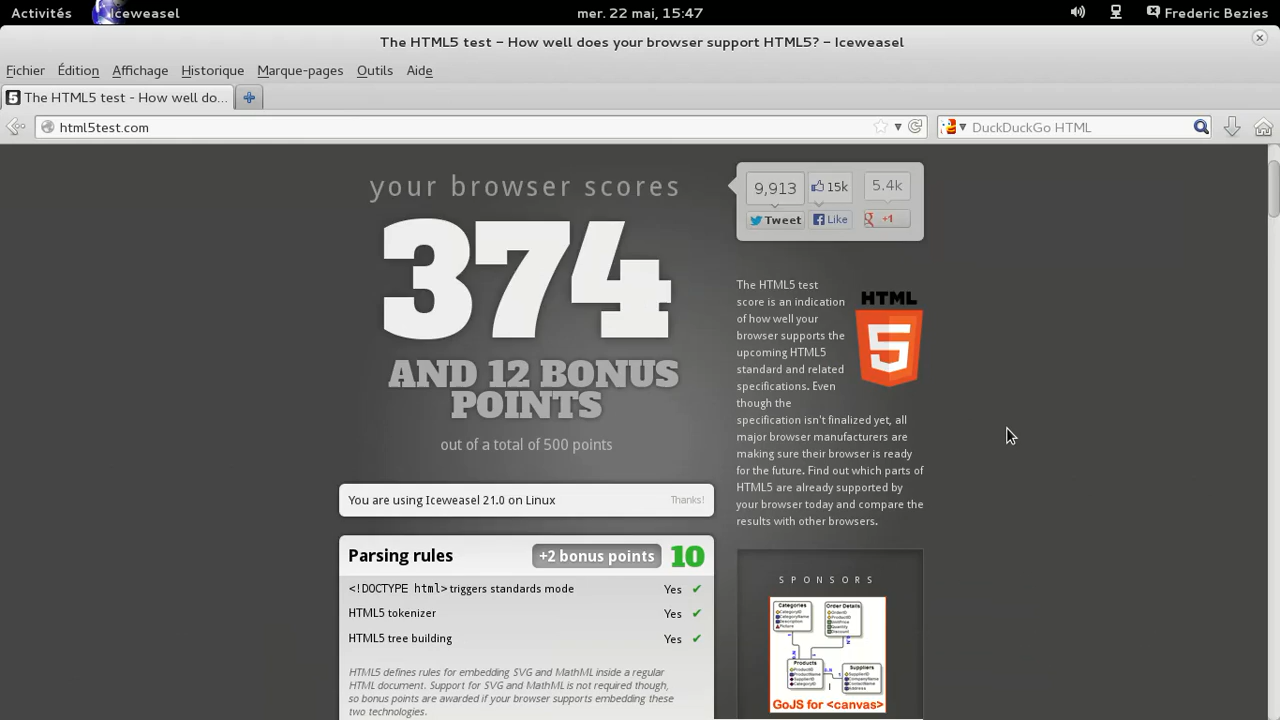 Activités Iceweasel mer. 22 mai, 15:47 Frederic Bezies
The HTML5 test – How well does your browser support HTML5? – Iceweasel
Fichier Édition Affichage Historique Marque-pages Outils Aide
The HTML5 test - How well do...
html5test.com DuckDuckGo HTML
your browser scores
374
AND 12 BONUS
POINTS
out of a total of 500 points
9,913 15k 5.4k
Tweet Like +1
The HTML5 test
score is an indication
of how well your
browser supports the
upcoming HTML5
standard and related
specifications. Even
though the
specification isn't finalized yet, all
major browser manufacturers are
making sure their browser is ready
for the future. Find out which parts of
HTML5 are already supported by
your browser today and compare the
results with other browsers.
HTML
5
You are using Iceweasel 21.0 on Linux Thanks!
Parsing rules +2 bonus points 10
<!DOCTYPE html> triggers standards mode Yes ✔
HTML5 tokenizer Yes ✔
HTML5 tree building Yes ✔
HTML5 defines rules for embedding SVG and MathML inside a regular
HTML document. Support for SVG and MathML is not required though,
so bonus points are awarded if your browser supports embedding these
two technologies.
SPONSORS
Categories
Order Details
Products
Suppliers
GoJS for <canvas>